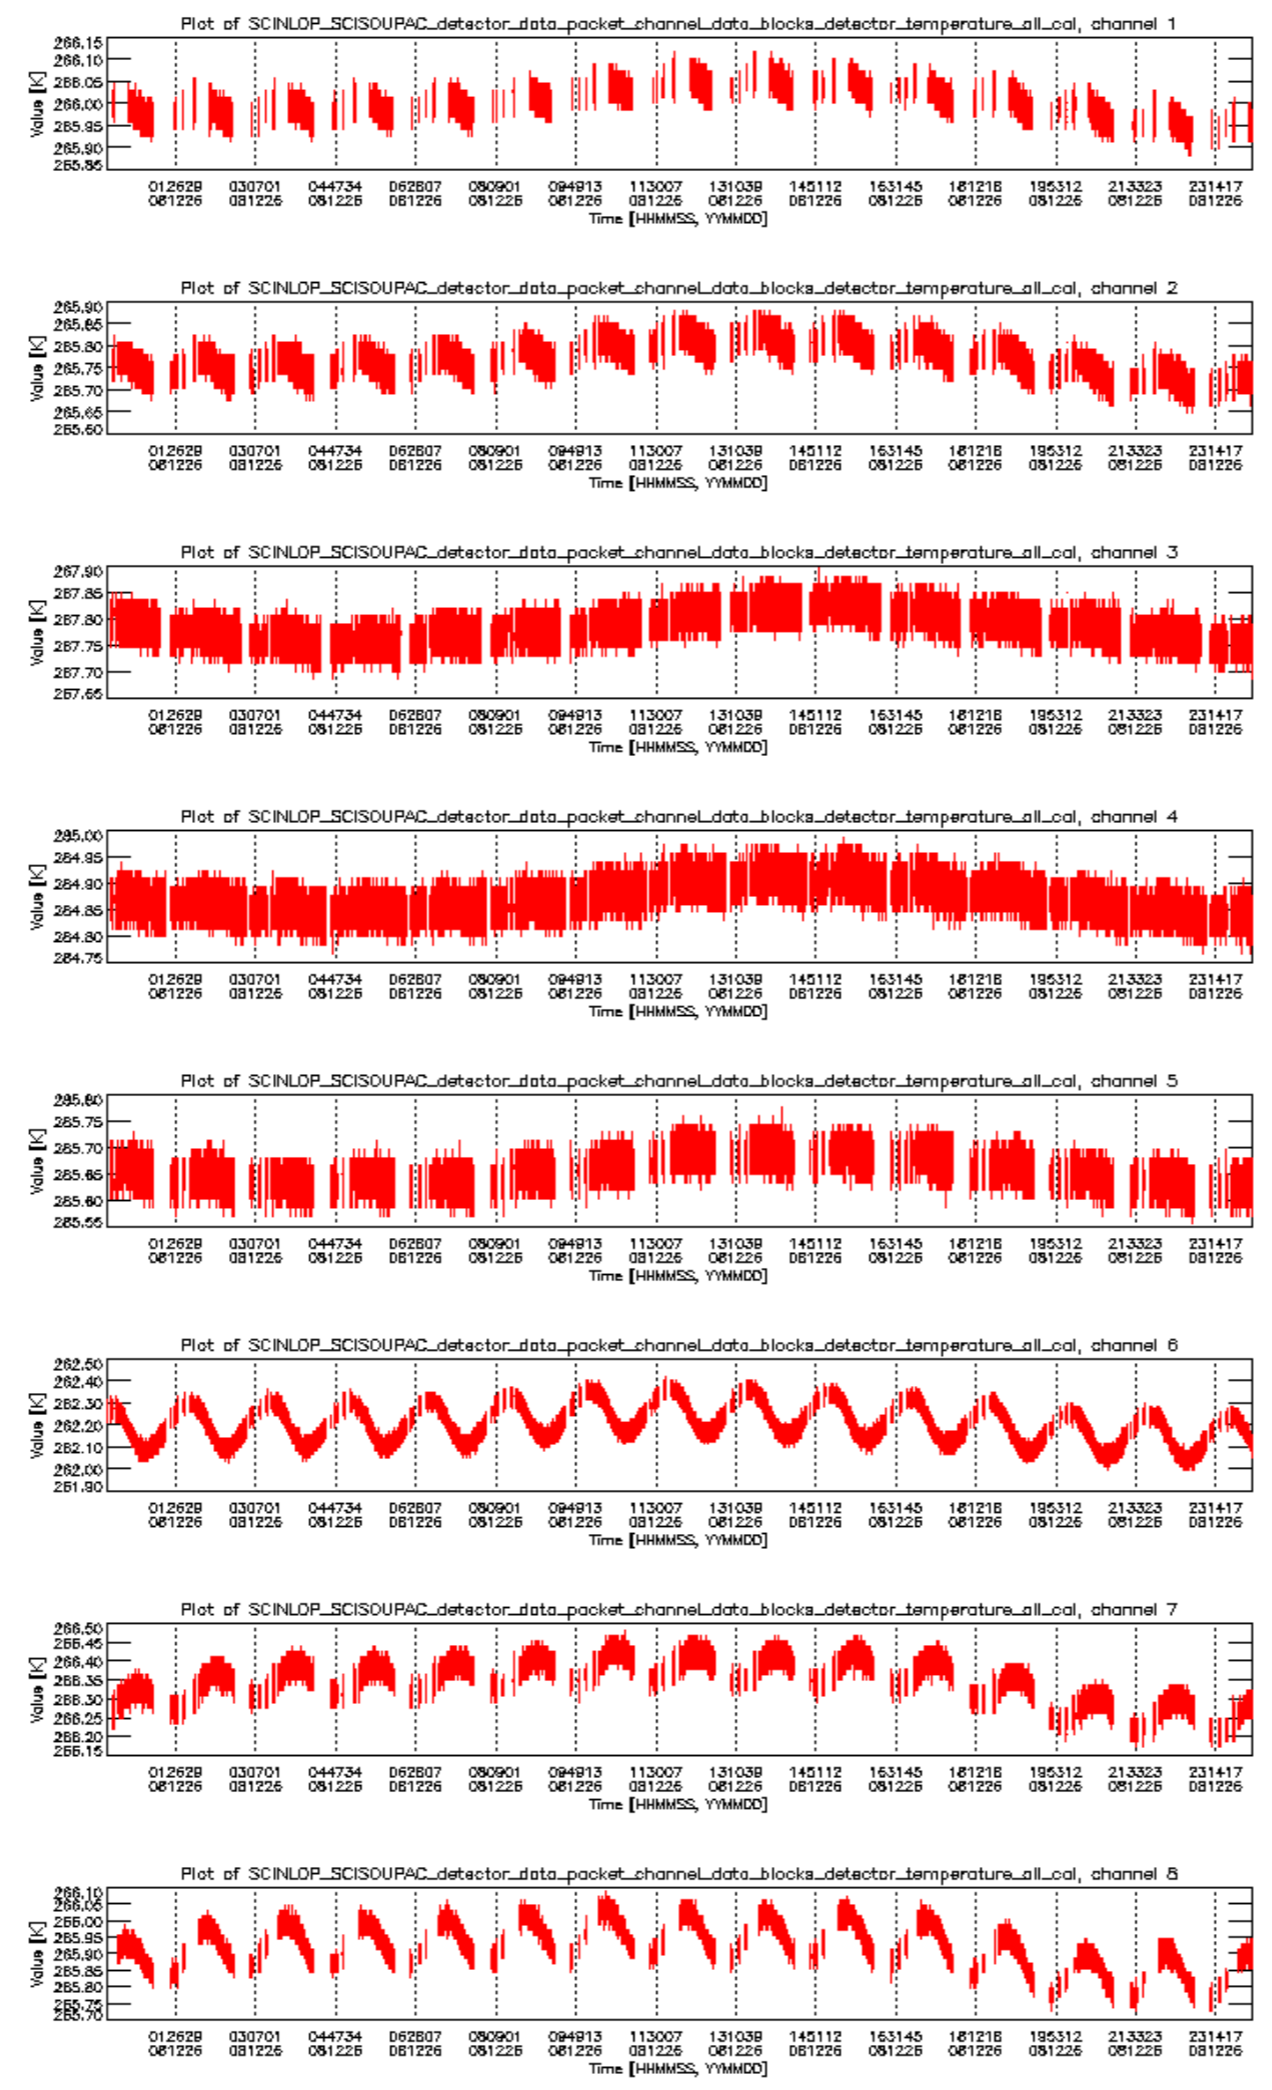 Plot of SCINLOP_SCISOUPAC_detector_data_packet_channel_data_blocks_detector_temperature_all_cal, channel 1
Value [K]
266.15
266.10
266.05
266.00
265.95
265.90
265.85
012629 030701 044734 062807 080901 094913 113007 131039 145112 163145 181218 195312 213323 231417
081226 081226 081226 081226 081226 081226 081226 081226 081226 081226 081226 081226 081226 081226
Time [HHMMSS, YYMMDD]
Plot of SCINLOP_SCISOUPAC_detector_data_packet_channel_data_blocks_detector_temperature_all_cal, channel 2
Value [K]
265.90
265.85
265.80
265.75
265.70
265.65
265.60
012629 030701 044734 062807 080901 094913 113007 131039 145112 163145 181218 195312 213323 231417
081226 081226 081226 081226 081226 081226 081226 081226 081226 081226 081226 081226 081226 081226
Time [HHMMSS, YYMMDD]
Plot of SCINLOP_SCISOUPAC_detector_data_packet_channel_data_blocks_detector_temperature_all_cal, channel 3
Value [K]
267.90
267.85
267.80
267.75
267.70
267.65
012629 030701 044734 062807 080901 094913 113007 131039 145112 163145 181218 195312 213323 231417
081226 081226 081226 081226 081226 081226 081226 081226 081226 081226 081226 081226 081226 081226
Time [HHMMSS, YYMMDD]
Plot of SCINLOP_SCISOUPAC_detector_data_packet_channel_data_blocks_detector_temperature_all_cal, channel 4
Value [K]
265.00
264.95
264.90
264.85
264.80
264.75
012629 030701 044734 062807 080901 094913 113007 131039 145112 163145 181218 195312 213323 231417
081226 081226 081226 081226 081226 081226 081226 081226 081226 081226 081226 081226 081226 081226
Time [HHMMSS, YYMMDD]
Plot of SCINLOP_SCISOUPAC_detector_data_packet_channel_data_blocks_detector_temperature_all_cal, channel 5
Value [K]
265.80
265.75
265.70
265.65
265.60
265.55
012629 030701 044734 062807 080901 094913 113007 131039 145112 163145 181218 195312 213323 231417
081226 081226 081226 081226 081226 081226 081226 081226 081226 081226 081226 081226 081226 081226
Time [HHMMSS, YYMMDD]
Plot of SCINLOP_SCISOUPAC_detector_data_packet_channel_data_blocks_detector_temperature_all_cal, channel 6
Value [K]
262.50
262.40
262.30
262.20
262.10
262.00
261.90
012629 030701 044734 062807 080901 094913 113007 131039 145112 163145 181218 195312 213323 231417
081226 081226 081226 081226 081226 081226 081226 081226 081226 081226 081226 081226 081226 081226
Time [HHMMSS, YYMMDD]
Plot of SCINLOP_SCISOUPAC_detector_data_packet_channel_data_blocks_detector_temperature_all_cal, channel 7
Value [K]
266.50
266.45
266.40
266.35
266.30
266.25
266.20
266.15
012629 030701 044734 062807 080901 094913 113007 131039 145112 163145 181218 195312 213323 231417
081226 081226 081226 081226 081226 081226 081226 081226 081226 081226 081226 081226 081226 081226
Time [HHMMSS, YYMMDD]
Plot of SCINLOP_SCISOUPAC_detector_data_packet_channel_data_blocks_detector_temperature_all_cal, channel 8
Value [K]
266.10
266.05
266.00
265.95
265.90
265.85
265.80
265.75
265.70
012629 030701 044734 062807 080901 094913 113007 131039 145112 163145 181218 195312 213323 231417
081226 081226 081226 081226 081226 081226 081226 081226 081226 081226 081226 081226 081226 081226
Time [HHMMSS, YYMMDD]